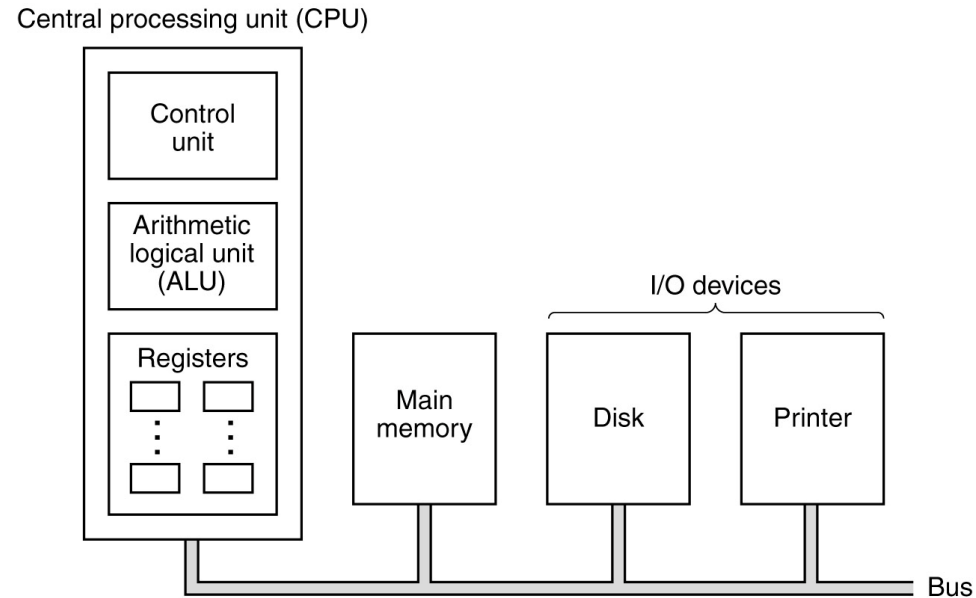 Central processing unit (CPU)
Control
unit
Arithmetic
logical unit
(ALU)
Registers
I/O devices
Main
memory
Disk
Printer
Bus